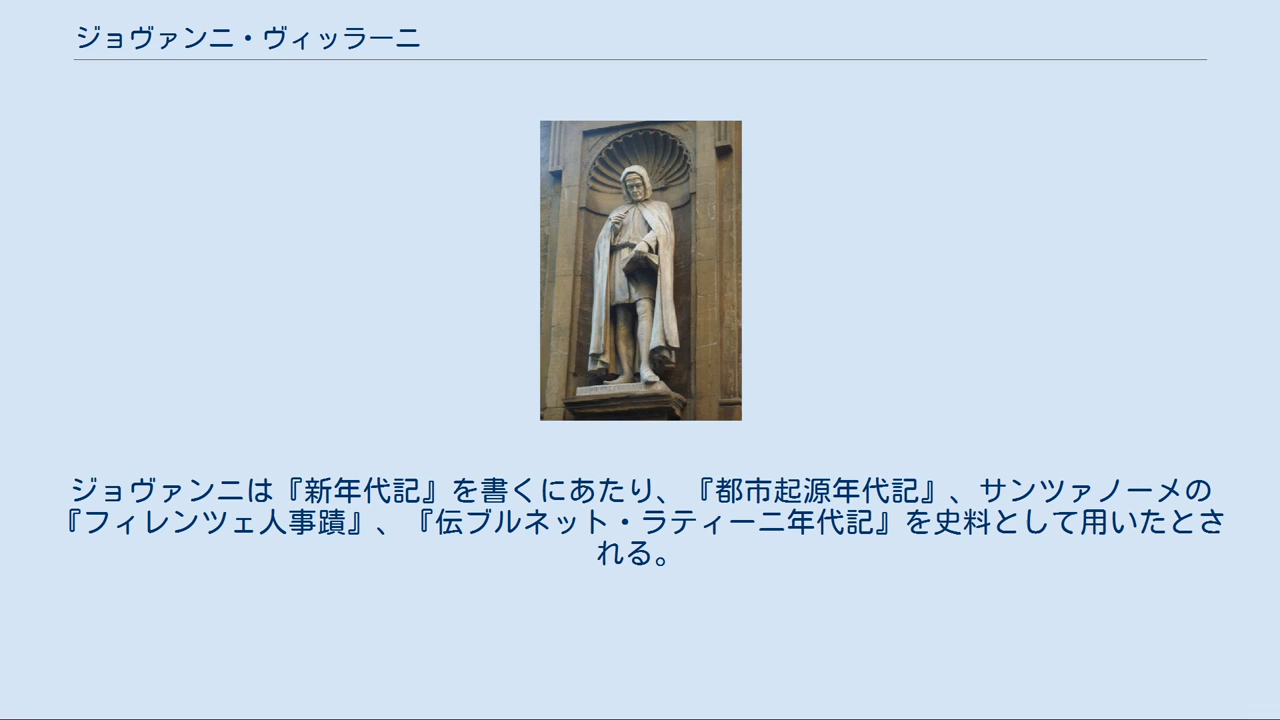 ジョヴァンニ・ヴィッラーニ
ジョヴァンニは『新年代記』を書くにあたり、『都市起源年代記』、サンツァノーメの
『フィレンツェ人事蹟』、『伝ブルネット・ラティーニ年代記』を史料として用いたとさ
れる。